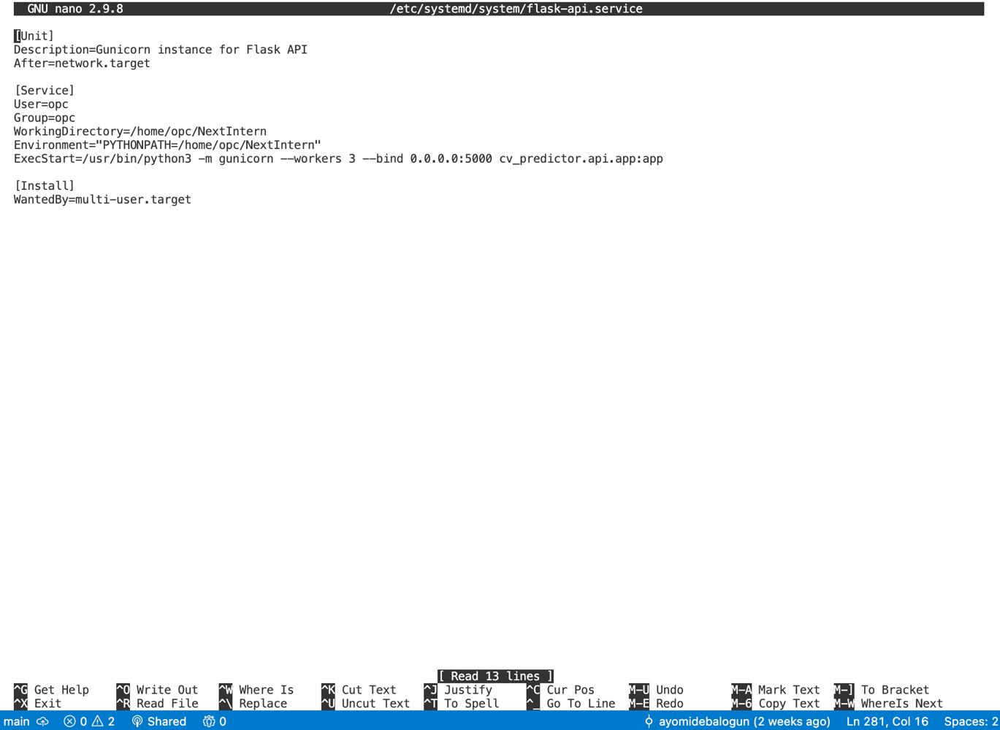 GNU nano 2.9.8 /etc/systemd/system/flask-api.service
[Unit]
Description=Gunicorn instance for Flask API
After=network.target
[Service]
User=opc
Group=opc
WorkingDirectory=/home/opc/NextIntern
Environment="PYTHONPATH=/home/opc/NextIntern"
ExecStart=/usr/bin/python3 -m gunicorn --workers 3 --bind 0.0.0.0:5000 cv_predictor.api.app:app
[Install]
WantedBy=multi-user.target
[ Read 13 lines ]
^G Get Help ^O Write Out ^W Where Is ^K Cut Text ^J Justify ^C Cur Pos M-U Undo M-A Mark Text M-] To Bracket
^X Exit ^R Read File ^\ Replace ^U Uncut Text ^T To Spell ^_ Go To Line M-E Redo M-6 Copy Text M-W WhereIs Next
main 0 2 Shared 0 ayomidebalogun (2 weeks ago) Ln 281, Col 16 Spaces: 2